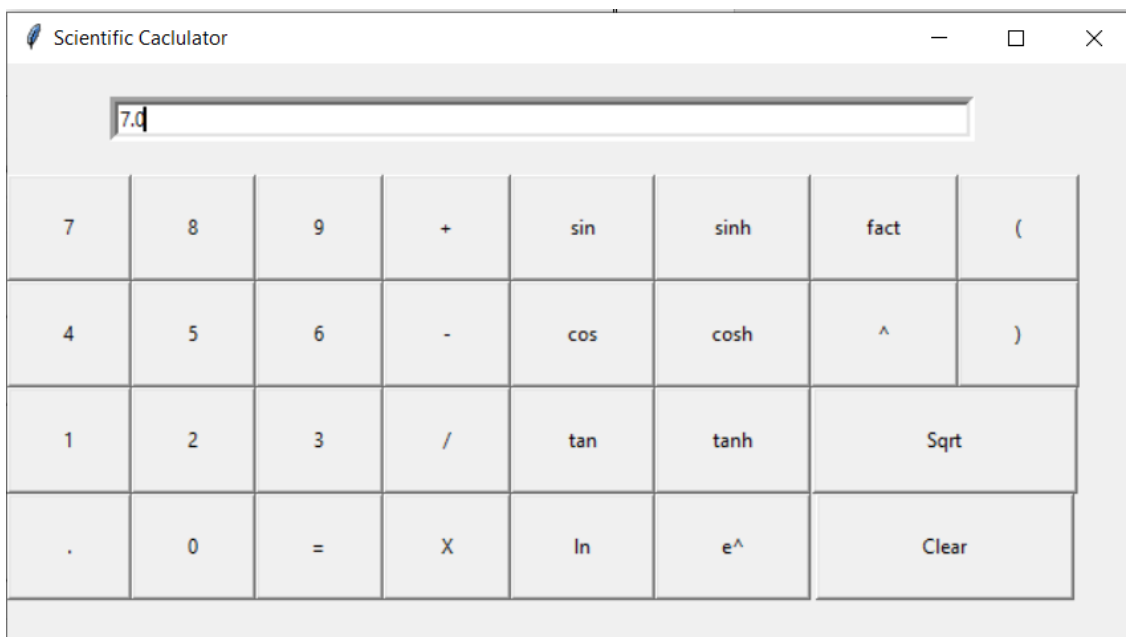 Scientific Caclulator
7.0
7 8 9 + sin sinh fact (
4 5 6 - cos cosh ^ )
1 2 3 / tan tanh Sqrt
. 0 = X ln e^ Clear